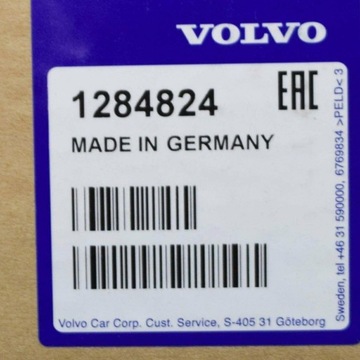 VOLVO
1284824
EAC
MADE IN GERMANY
Volvo Car Corp. Cust. Service, S-405 31 Göteborg
Sweden, tel +46 31 590000, 6769834 >PELD< 3